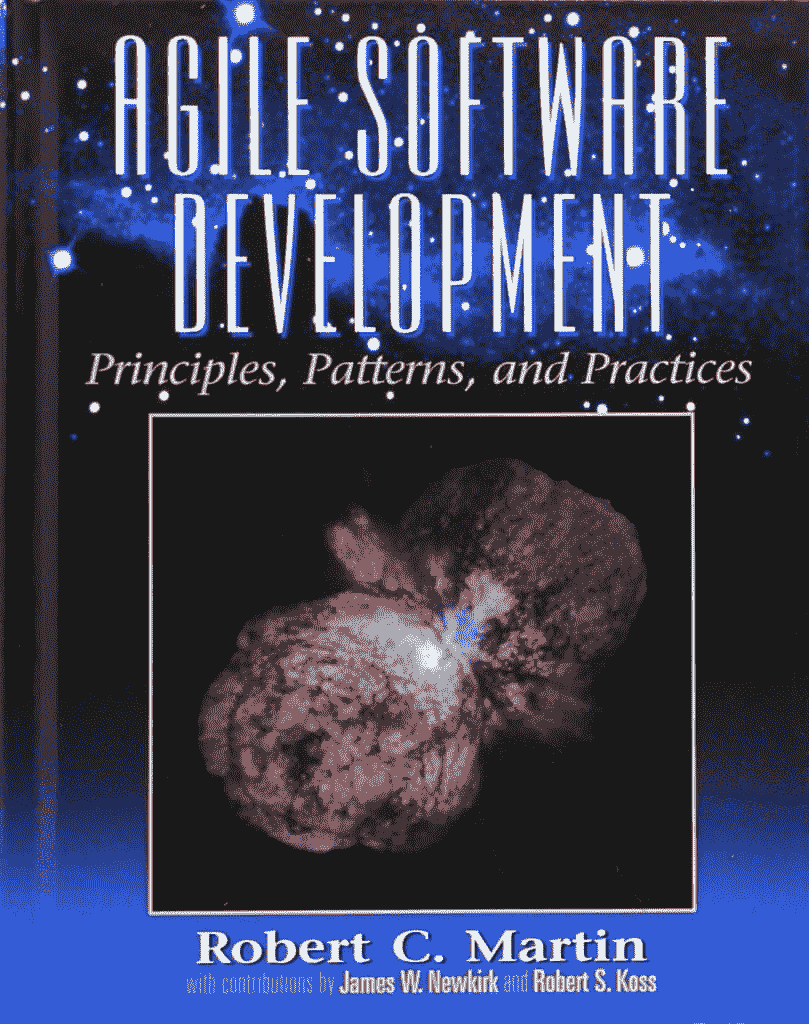 AGILE SOFTWARE
DEVELOPMENT
Principles, Patterns, and Practices
Robert C. Martin
with contributions by James W. Newkirk and Robert S. Koss